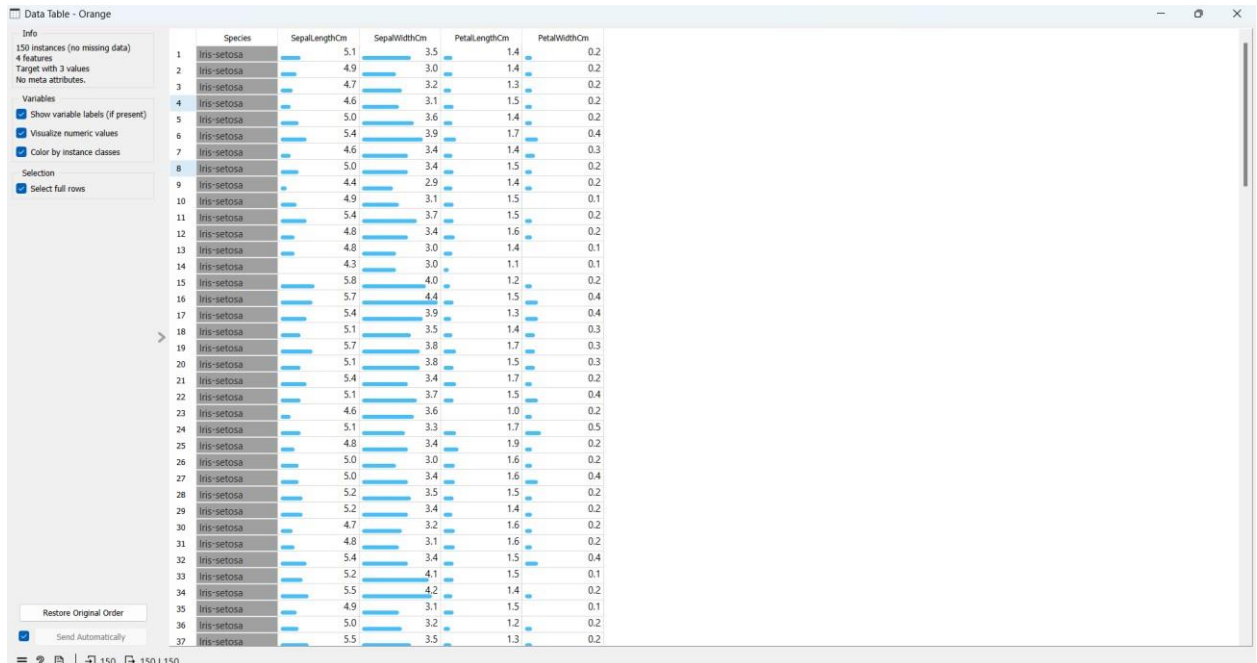 Data Table - Orange
Info
150 instances (no missing data)
4 features
Target with 3 values
No meta attributes.
Variables
Show variable labels (if present)
Visualize numeric values
Color by instance classes
Selection
Select full rows
Species SepalLengthCm SepalWidthCm PetalLengthCm PetalWidthCm
1 Iris-setosa 5.1 3.5 1.4 0.2
2 Iris-setosa 4.9 3.0 1.4 0.2
3 Iris-setosa 4.7 3.2 1.3 0.2
4 Iris-setosa 4.6 3.1 1.5 0.2
5 Iris-setosa 5.0 3.6 1.4 0.2
6 Iris-setosa 5.4 3.9 1.7 0.4
7 Iris-setosa 4.6 3.4 1.4 0.3
8 Iris-setosa 5.0 3.4 1.5 0.2
9 Iris-setosa 4.4 2.9 1.4 0.2
10 Iris-setosa 4.9 3.1 1.5 0.1
11 Iris-setosa 5.4 3.7 1.5 0.2
12 Iris-setosa 4.8 3.4 1.6 0.2
13 Iris-setosa 4.8 3.0 1.4 0.1
14 Iris-setosa 4.3 3.0 1.1 0.1
15 Iris-setosa 5.8 4.0 1.2 0.2
16 Iris-setosa 5.7 4.4 1.5 0.4
17 Iris-setosa 5.4 3.9 1.3 0.4
18 Iris-setosa 5.1 3.5 1.4 0.3
19 Iris-setosa 5.7 3.8 1.7 0.3
20 Iris-setosa 5.1 3.8 1.5 0.3
21 Iris-setosa 5.4 3.4 1.7 0.2
22 Iris-setosa 5.1 3.7 1.5 0.4
23 Iris-setosa 4.6 3.6 1.0 0.2
24 Iris-setosa 5.1 3.3 1.7 0.5
25 Iris-setosa 4.8 3.4 1.9 0.2
26 Iris-setosa 5.0 3.0 1.6 0.2
27 Iris-setosa 5.0 3.4 1.6 0.4
28 Iris-setosa 5.2 3.5 1.5 0.2
29 Iris-setosa 5.2 3.4 1.4 0.2
30 Iris-setosa 4.7 3.2 1.6 0.2
31 Iris-setosa 4.8 3.1 1.6 0.2
32 Iris-setosa 5.4 3.4 1.5 0.4
33 Iris-setosa 5.2 4.1 1.5 0.1
34 Iris-setosa 5.5 4.2 1.4 0.2
35 Iris-setosa 4.9 3.1 1.5 0.1
36 Iris-setosa 5.0 3.2 1.2 0.2
37 Iris-setosa 5.5 3.5 1.3 0.2
Restore Original Order
Send Automatically
150 150 | 150